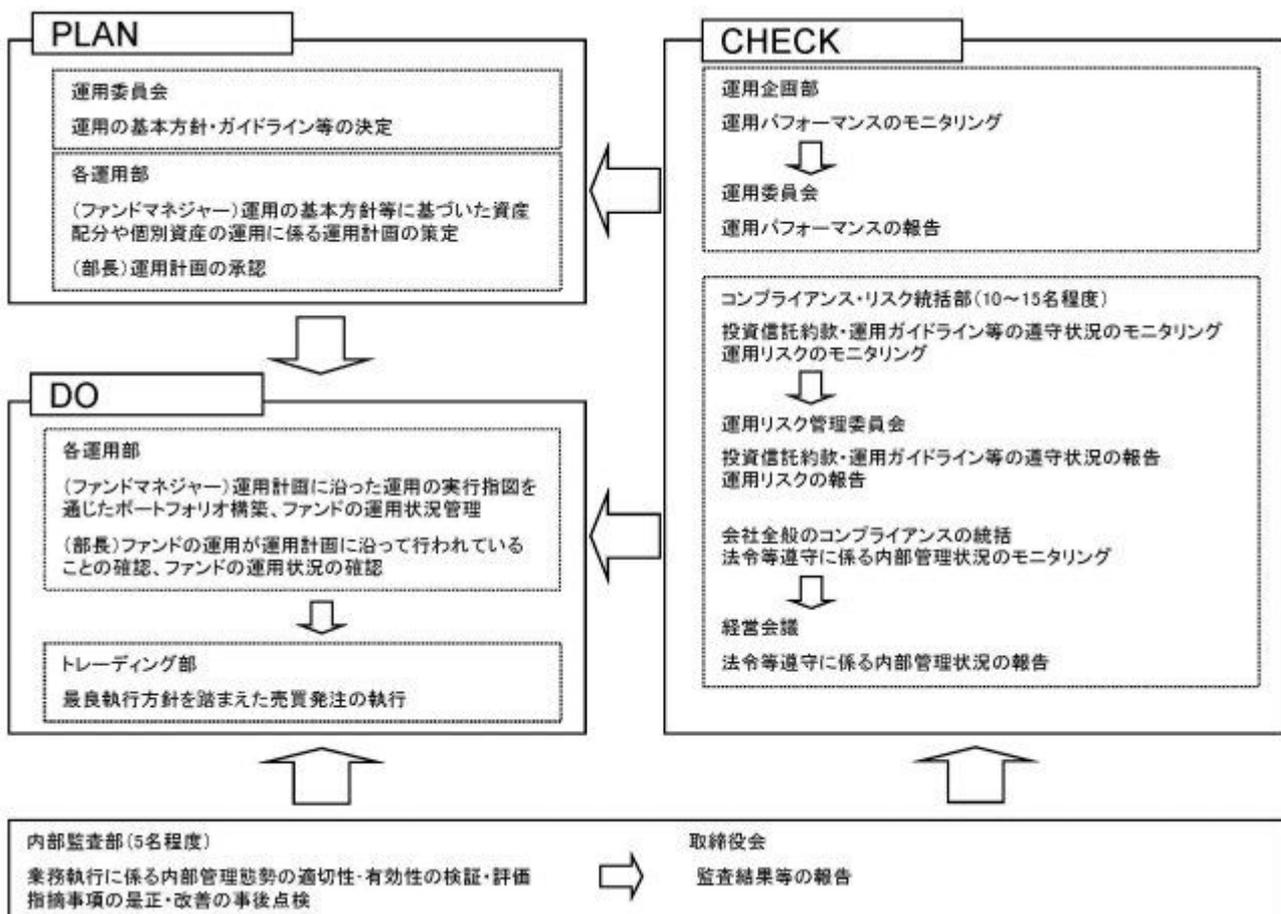 PLAN
運用委員会
運用の基本方針・ガイドライン等の決定
各運用部
(ファンドマネジャー)運用の基本方針等に基づいた資産
配分や個別資産の運用に係る運用計画の策定
(部長)運用計画の承認
DO
各運用部
(ファンドマネジャー)運用計画に沿った運用の実行指図を
通じたポートフォリオ構築、ファンドの運用状況管理
(部長)ファンドの運用が運用計画に沿って行われている
ことの確認、ファンドの運用状況の確認
トレーディング部
最良執行方針を踏まえた売買発注の執行
CHECK
運用企画部
運用パフォーマンスのモニタリング
運用委員会
運用パフォーマンスの報告
コンプライアンス・リスク統括部(10~15名程度)
投資信託約款・運用ガイドライン等の遵守状況のモニタリング
運用リスクのモニタリング
運用リスク管理委員会
投資信託約款・運用ガイドライン等の遵守状況の報告
運用リスクの報告
会社全般のコンプライアンスの統括
法令等遵守に係る内部管理状況のモニタリング
経営会議
法令等遵守に係る内部管理状況の報告
内部監査部(5名程度)
業務執行に係る内部管理態勢の適切性・有効性の検証・評価
指摘事項の是正・改善の事後点検
取締役会
監査結果等の報告